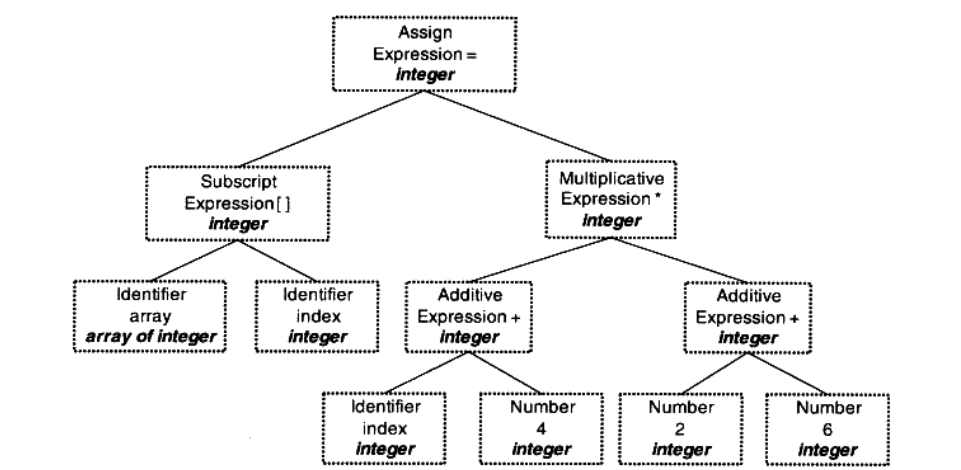 Assign
Expression =
integer
Subscript
Expression [ ]
integer
Multiplicative
Expression *
integer
Identifier
array
array of integer
Identifier
index
integer
Additive
Expression +
integer
Additive
Expression +
integer
Identifier
index
integer
Number
4
integer
Number
2
integer
Number
6
integer